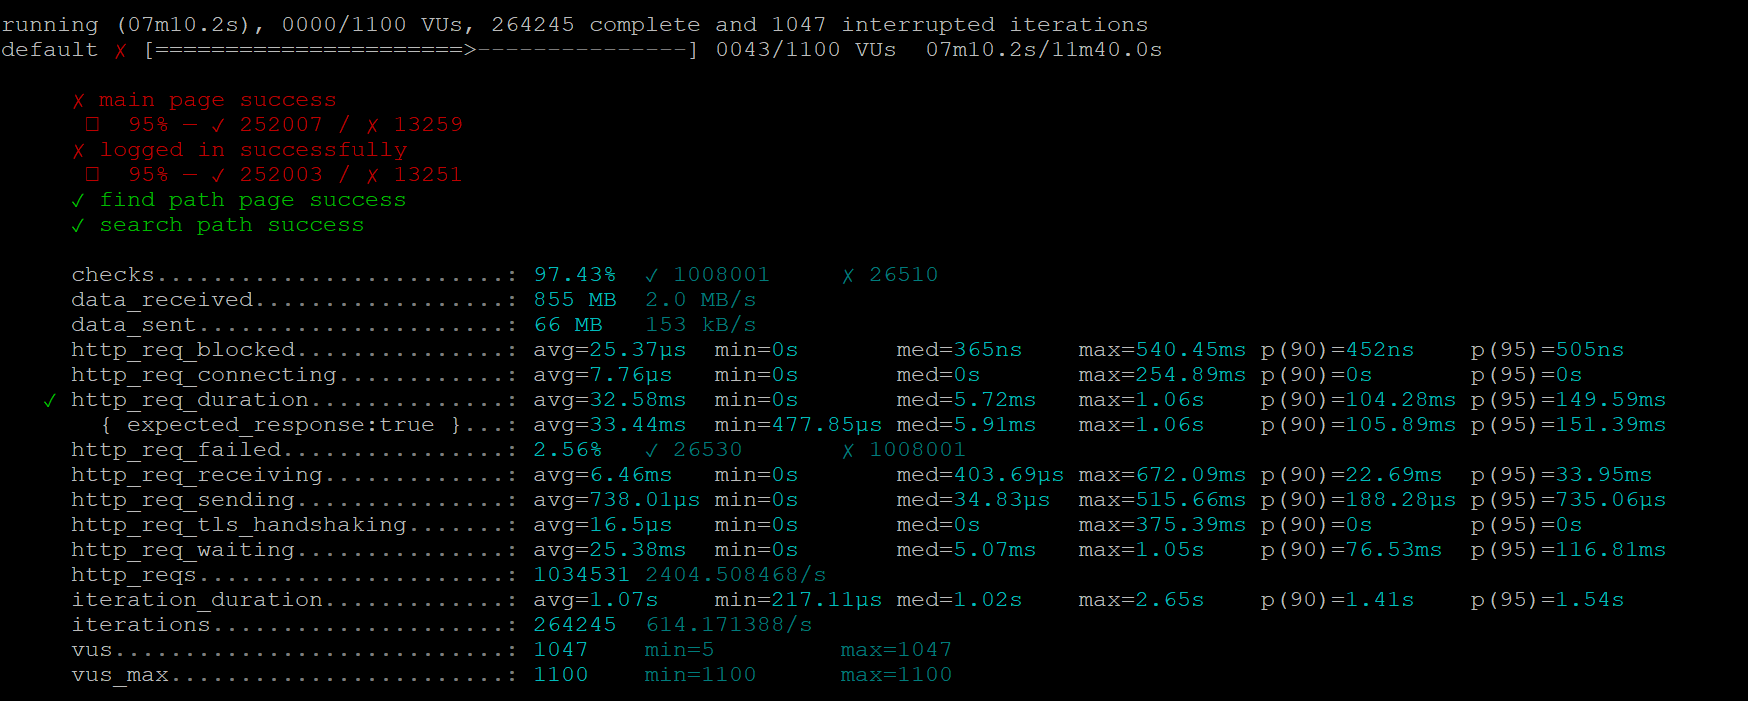 running (07m10.2s), 0000/1100 VUs, 264245 complete and 1047 interrupted iterations
default ✗ [======================>---------------] 0043/1100 VUs  07m10.2s/11m40.0s
✗ main page success
□  95% — ✓ 252007 / ✗ 13259
✗ logged in successfully
□  95% — ✓ 252003 / ✗ 13251
✓ find path page success
✓ search path success
checks.........................: 97.43%  ✓ 1008001     ✗ 26510
data_received..................: 855 MB  2.0 MB/s
data_sent......................: 66 MB   153 kB/s
http_req_blocked...............: avg=25.37µs  min=0s       med=365ns    max=540.45ms p(90)=452ns    p(95)=505ns
http_req_connecting............: avg=7.76µs   min=0s       med=0s       max=254.89ms p(90)=0s       p(95)=0s
✓ http_req_duration..............: avg=32.58ms  min=0s       med=5.72ms   max=1.06s    p(90)=104.28ms p(95)=149.59ms
{ expected_response:true }...: avg=33.44ms  min=477.85µs med=5.91ms   max=1.06s    p(90)=105.89ms p(95)=151.39ms
http_req_failed................: 2.56%   ✓ 26530       ✗ 1008001
http_req_receiving.............: avg=6.46ms   min=0s       med=403.69µs max=672.09ms p(90)=22.69ms  p(95)=33.95ms
http_req_sending...............: avg=738.01µs min=0s       med=34.83µs  max=515.66ms p(90)=188.28µs p(95)=735.06µs
http_req_tls_handshaking.......: avg=16.5µs   min=0s       med=0s       max=375.39ms p(90)=0s       p(95)=0s
http_req_waiting...............: avg=25.38ms  min=0s       med=5.07ms   max=1.05s    p(90)=76.53ms  p(95)=116.81ms
http_reqs......................: 1034531 2404.508468/s
iteration_duration.............: avg=1.07s    min=217.11µs med=1.02s    max=2.65s    p(90)=1.41s    p(95)=1.54s
iterations.....................: 264245  614.171388/s
vus............................: 1047    min=5         max=1047
vus_max........................: 1100    min=1100      max=1100